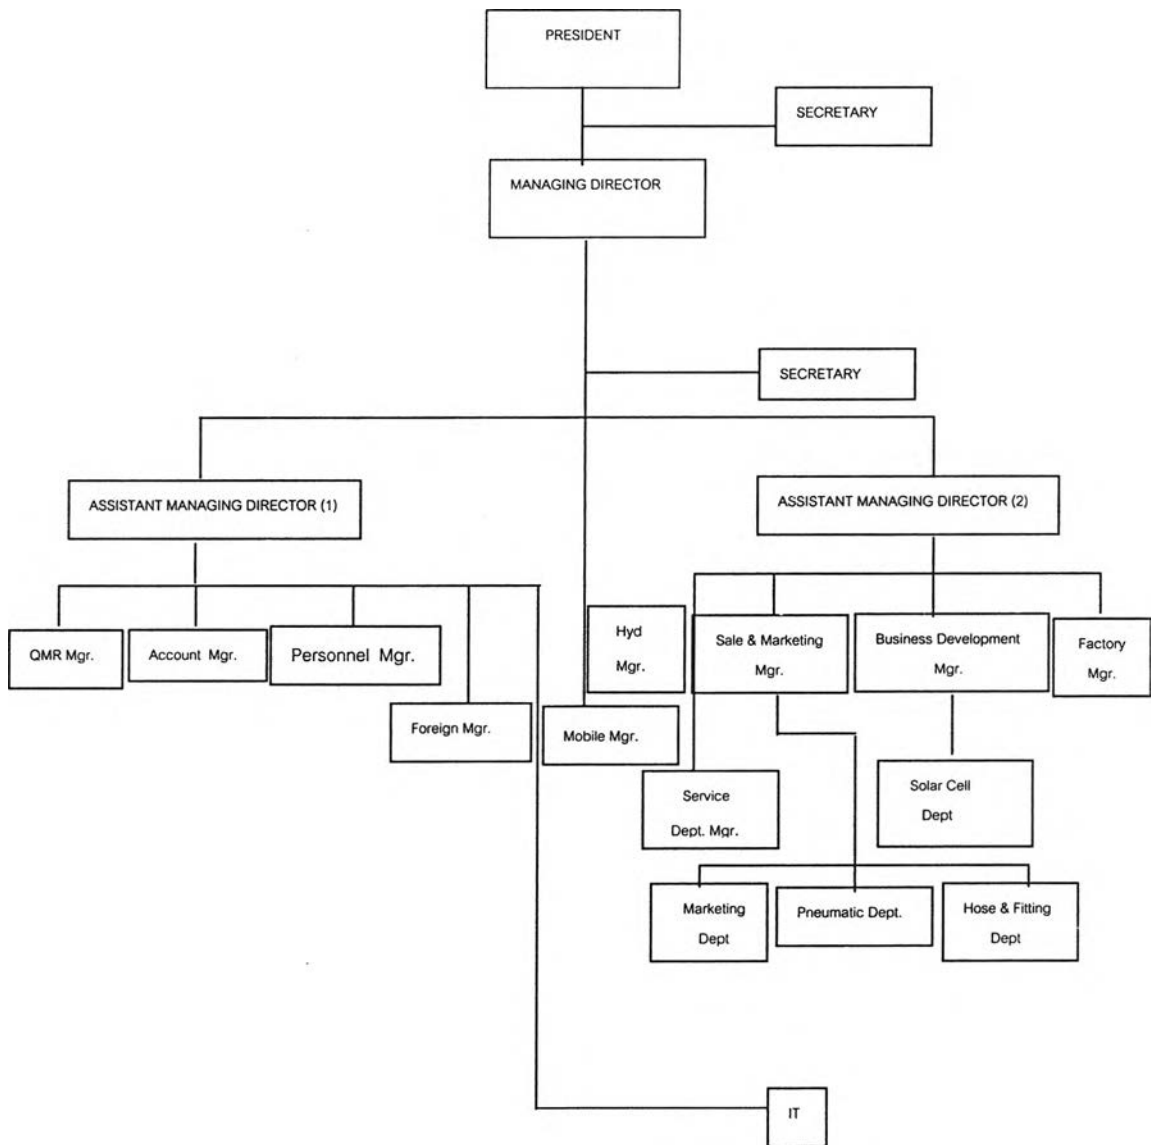 PRESIDENT
SECRETARY
MANAGING DIRECTOR
SECRETARY
ASSISTANT MANAGING DIRECTOR (1)
ASSISTANT MANAGING DIRECTOR (2)
QMR Mgr.
Account Mgr.
Personnel Mgr.
Hyd
Mgr.
Sale & Marketing
Mgr.
Business Development
Mgr.
Factory
Mgr.
Foreign Mgr.
Mobile Mgr.
Service
Dept. Mgr.
Solar Cell
Dept
Marketing
Dept
Pneumatic Dept.
Hose & Fitting
Dept
IT